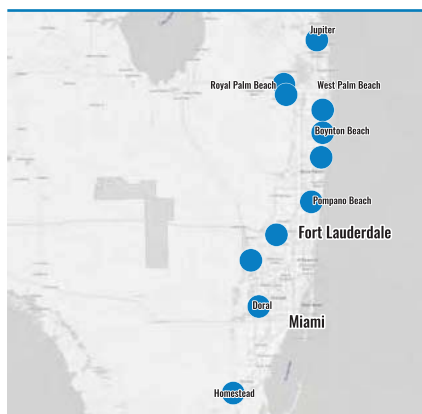 Jupiter
Royal Palm Beach
West Palm Beach
Boynton Beach
Pompano Beach
Fort Lauderdale
Doral
Miami
Homestead